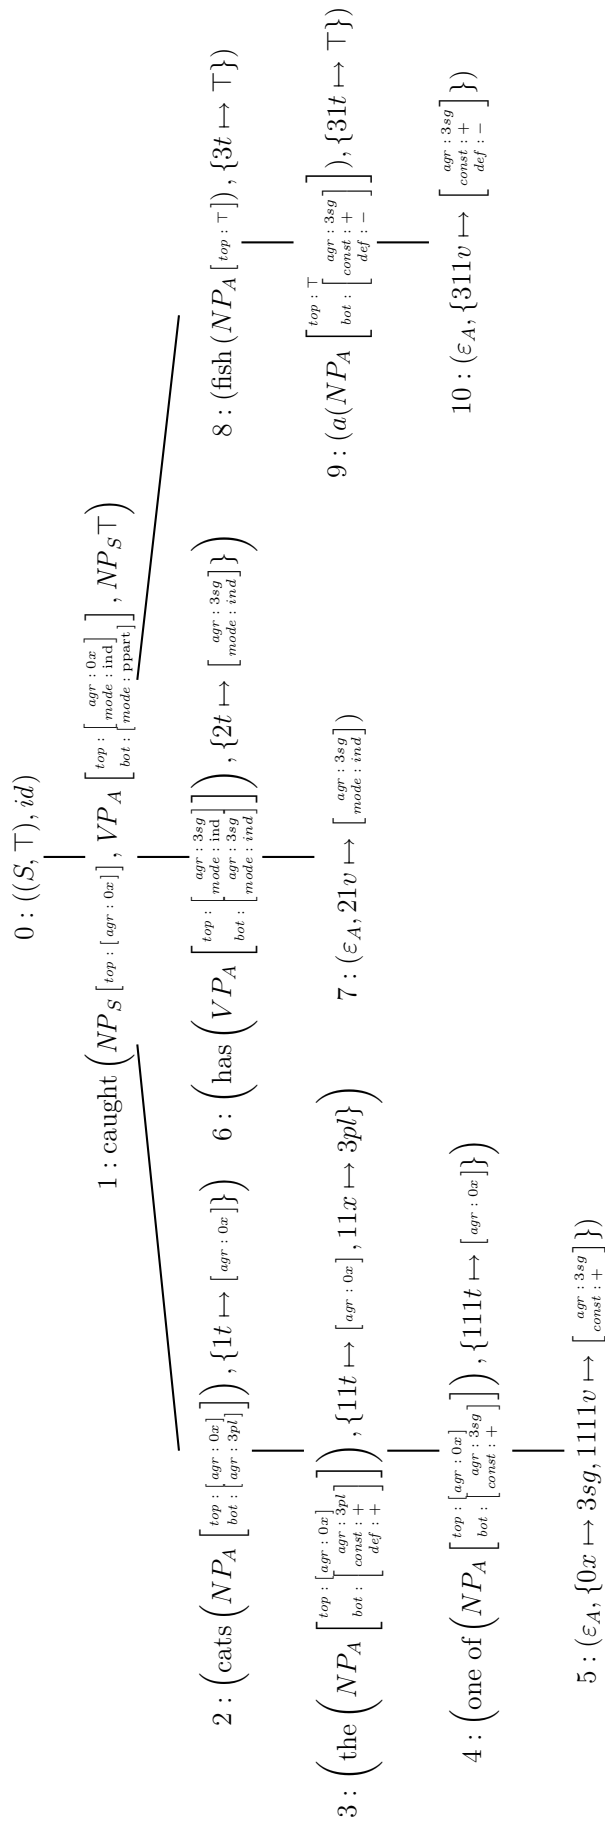 0 : ((S, ⊤), id)
1 : caught (NP_S [top : [agr : 0x]], VP_A [top : [agr : 0x mode : ind] bot : [mode : ppart]], NP_S ⊤)
2 : (cats (NP_A [top : [agr : 0x] bot : [agr : 3pl]]), {1t ↦ [agr : 0x]})
6 : (has (VP_A [top : [agr : 3sg mode : ind] bot : [agr : 3sg mode : ind]]), {2t ↦ [agr : 3sg mode : ind]})
8 : (fish (NP_A [top : ⊤]), {3t ↦ ⊤})
3 : (the (NP_A [top : [agr : 0x] bot : [agr : 3pl const : + def : +]]), {11t ↦ [agr : 0x], 11x ↦ 3pl})
7 : (ε_A, 21v ↦ [agr : 3sg mode : ind])
9 : (a(NP_A [top : ⊤ bot : [agr : 3sg const : + def : −]]), {31t ↦ ⊤})
4 : (one of (NP_A [top : [agr : 0x] bot : [agr : 3sg const : +]]), {111t ↦ [agr : 0x]})
10 : (ε_A, {311v ↦ [agr : 3sg const : + def : −]})
5 : (ε_A, {0x ↦ 3sg, 1111v ↦ [agr : 3sg const : +]})